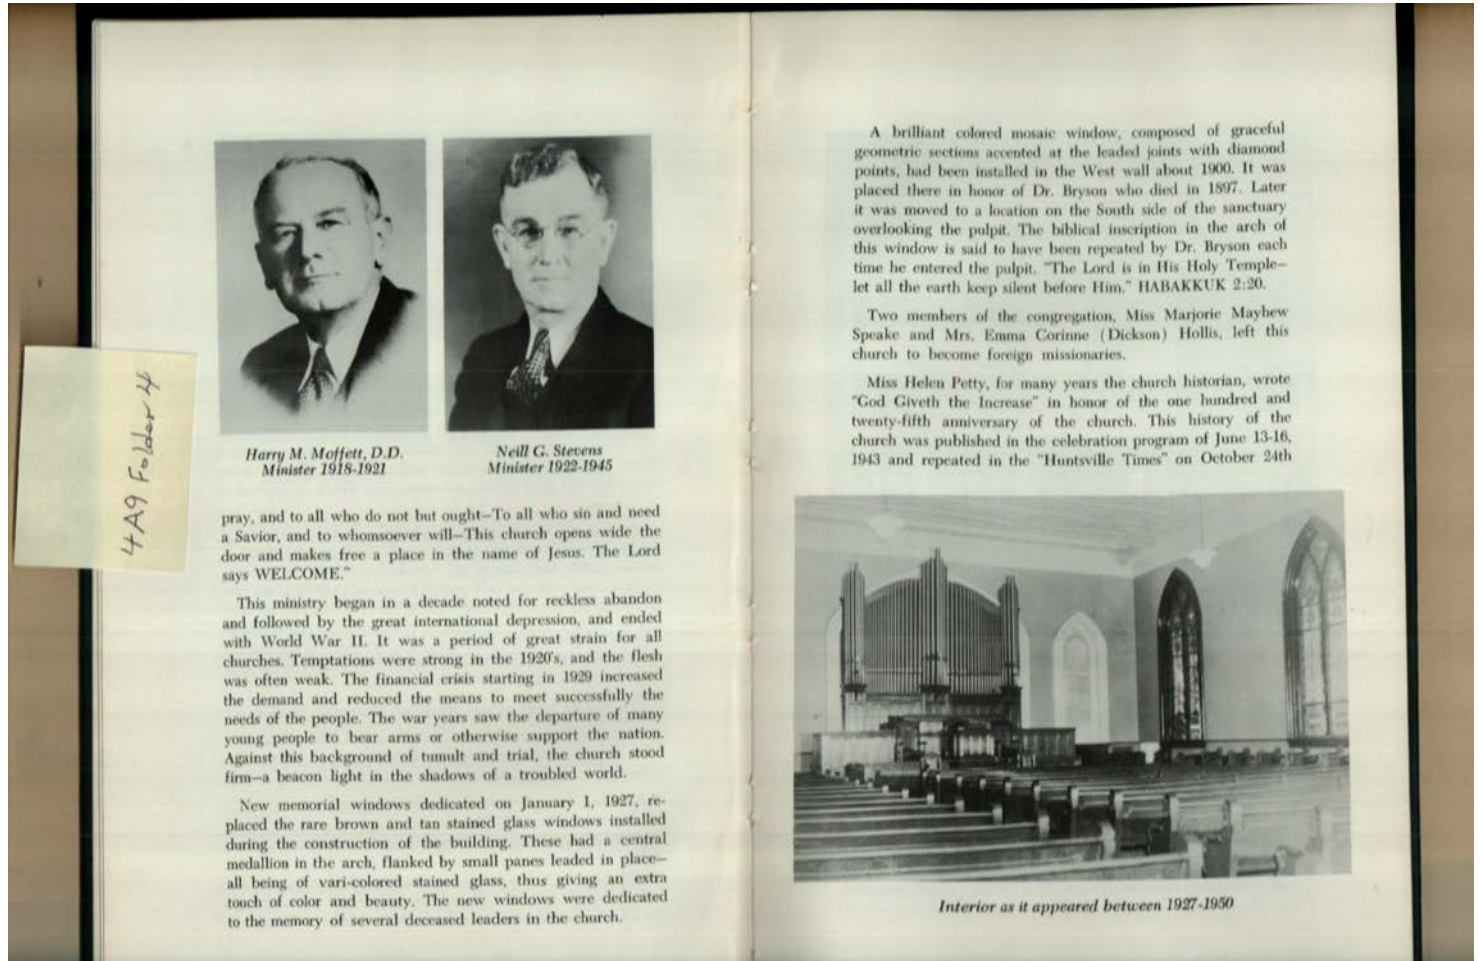 4A9 Folder 4
Harry M. Moffett, D.D.
Minister 1918-1921
Neill G. Stevens
Minister 1922-1945
pray, and to all who do not but ought—To all who sin and need
a Savior, and to whomsoever will—This church opens wide the
door and makes free a place in the name of Jesus. The Lord
says WELCOME."
This ministry began in a decade noted for reckless abandon
and followed by the great international depression, and ended
with World War II. It was a period of great strain for all
churches. Temptations were strong in the 1920's, and the flesh
was often weak. The financial crisis starting in 1929 increased
the demand and reduced the means to meet successfully the
needs of the people. The war years saw the departure of many
young people to bear arms or otherwise support the nation.
Against this background of tumult and trial, the church stood
firm—a beacon light in the shadows of a troubled world.
New memorial windows dedicated on January 1, 1927, re-
placed the rare brown and tan stained glass windows installed
during the construction of the building. These had a central
medallion in the arch, flanked by small panes leaded in place—
all being of vari-colored stained glass, thus giving an extra
touch of color and beauty. The new windows were dedicated
to the memory of several deceased leaders in the church.
A brilliant colored mosaic window, composed of graceful
geometric sections accented at the leaded joints with diamond
points, had been installed in the West wall about 1900. It was
placed there in honor of Dr. Bryson who died in 1897. Later
it was moved to a location on the South side of the sanctuary
overlooking the pulpit. The biblical inscription in the arch of
this window is said to have been repeated by Dr. Bryson each
time he entered the pulpit. "The Lord is in His Holy Temple—
let all the earth keep silent before Him." HABAKKUK 2:20.
Two members of the congregation, Miss Marjorie Mayhew
Speake and Mrs. Emma Corinne (Dickson) Hollis, left this
church to become foreign missionaries.
Miss Helen Petty, for many years the church historian, wrote
"God Giveth the Increase" in honor of the one hundred and
twenty-fifth anniversary of the church. This history of the
church was published in the celebration program of June 13-16,
1943 and repeated in the "Huntsville Times" on October 24th
Interior as it appeared between 1927-1950